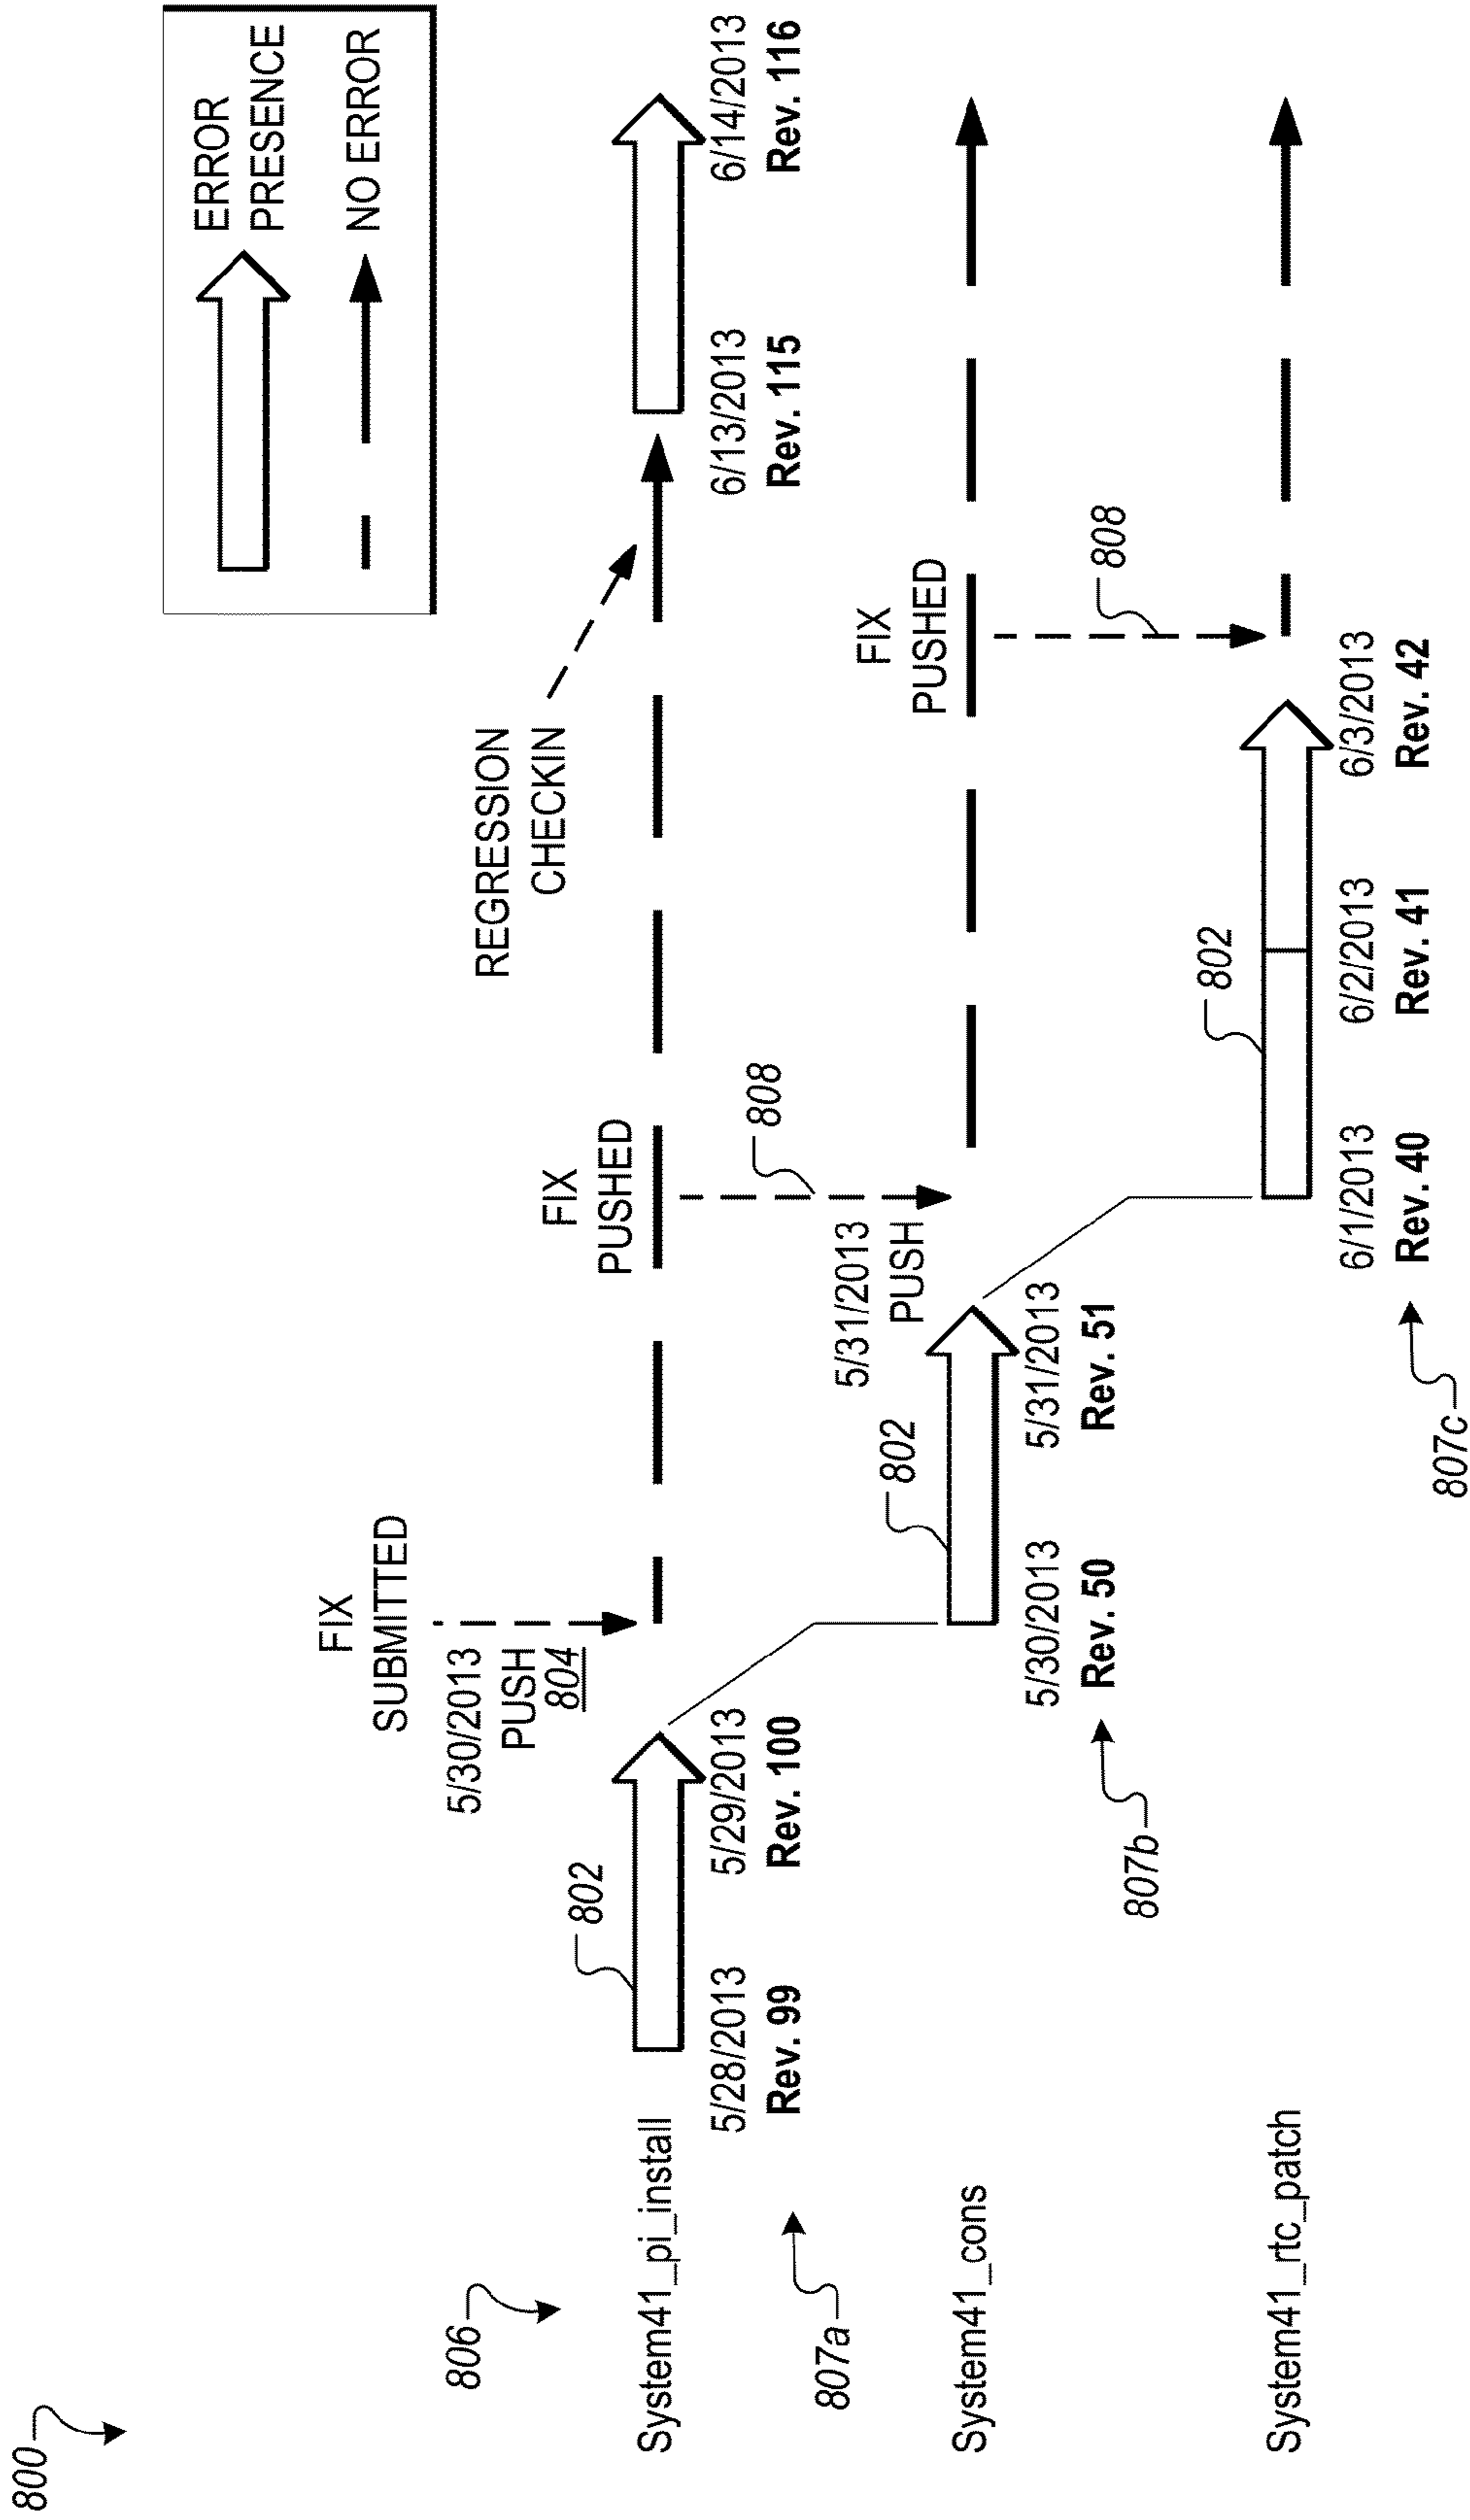 800
ERROR
PRESENCE
NO ERROR
806
FIX
SUBMITTED
5/30/2013
PUSH
804
FIX
PUSHED
REGRESSION
CHECKIN
System41_pi_install
802
5/28/2013
Rev. 99
5/29/2013
Rev. 100
6/13/2013
Rev. 115
6/14/2013
Rev. 116
807a
808
5/31/2013
PUSH
FIX
PUSHED
System41_cons
802
5/30/2013
Rev. 50
5/31/2013
Rev. 51
807b
808
System41_rtc_patch
802
6/1/2013
Rev. 40
6/2/2013
Rev. 41
6/3/2013
Rev. 42
807c